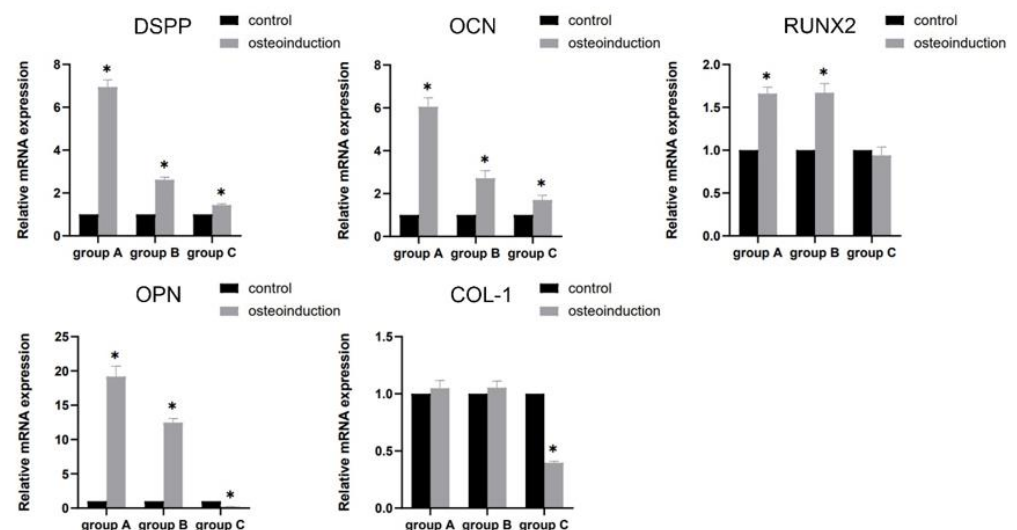 DSPP
control
osteoinduction
Relative mRNA expression
8
6
4
2
0
*
*
*
group A group B group C
OCN
control
osteoinduction
Relative mRNA expression
8
6
4
2
0
*
*
*
group A group B group C
RUNX2
control
osteoinduction
Relative mRNA expression
2.0
1.5
1.0
0.5
0.0
*
*
group A group B group C
OPN
control
osteoinduction
Relative mRNA expression
25
20
15
10
5
0
*
*
*
group A group B group C
COL-1
control
osteoinduction
Relative mRNA expression
1.5
1.0
0.5
0.0
*
group A group B group C